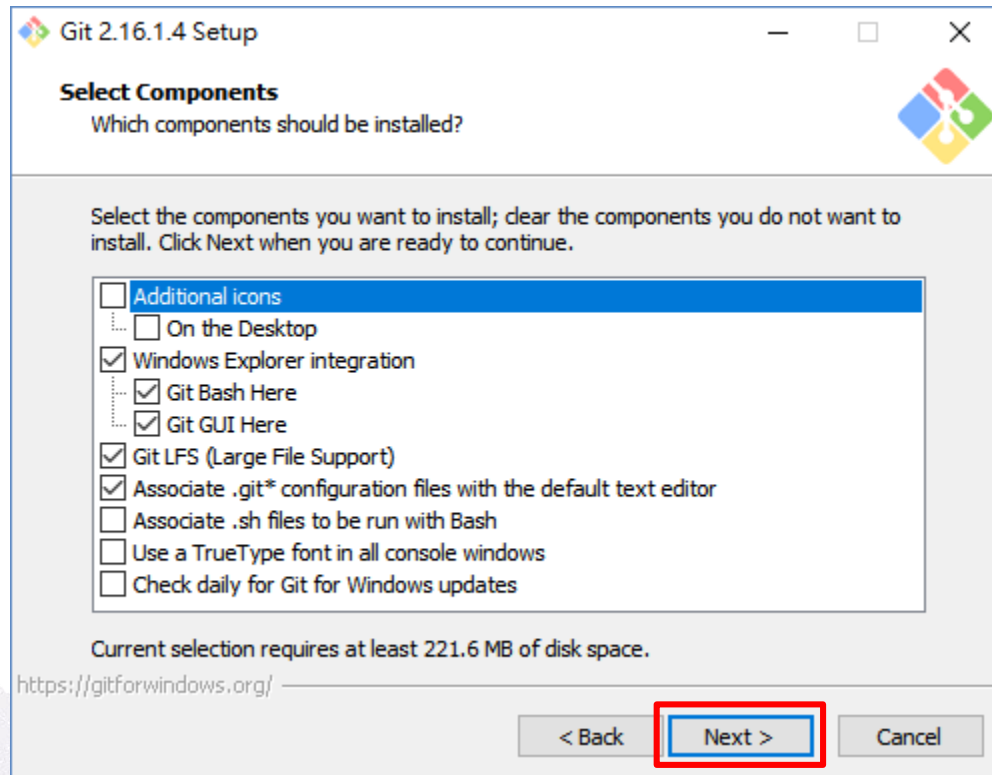 Git 2.16.1.4 Setup
Select Components
Which components should be installed?
Select the components you want to install; clear the components you do not want to
install. Click Next when you are ready to continue.
Additional icons
On the Desktop
Windows Explorer integration
Git Bash Here
Git GUI Here
Git LFS (Large File Support)
Associate .git* configuration files with the default text editor
Associate .sh files to be run with Bash
Use a TrueType font in all console windows
Check daily for Git for Windows updates
Current selection requires at least 221.6 MB of disk space.
https://gitforwindows.org/
< Back Next > Cancel